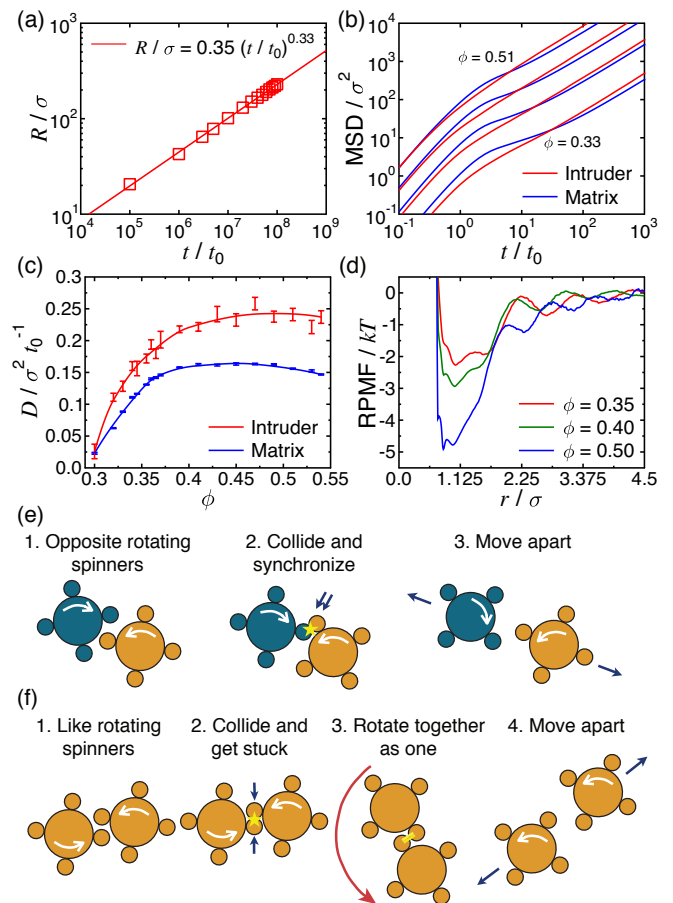 (a)
R / σ = 0.35 (t / t₀)^0.33
R / σ
10¹
10²
10³
10⁴
10⁵
10⁶
10⁷
10⁸
10⁹
t / t₀
(b)
ϕ = 0.51
ϕ = 0.33
Intruder
Matrix
MSD / σ²
10⁴
10³
10²
10¹
10⁰
10⁻¹
10⁻¹
10⁰
10¹
10²
10³
t / t₀
(c)
D / σ² t₀⁻¹
0.3
0.25
0.2
0.15
0.1
0.05
0.0
0.3
0.35
0.4
0.45
0.5
0.55
Intruder
Matrix
ϕ
(d)
RPMF / kT
0
-1
-2
-3
-4
-5
ϕ = 0.35
ϕ = 0.40
ϕ = 0.50
0.0
1.125
2.25
3.375
4.5
r / σ
(e)
1. Opposite rotating
spinners
2. Collide and
synchronize
3. Move apart
(f)
1. Like rotating
spinners
2. Collide and
get stuck
3. Rotate together
as one
4. Move apart